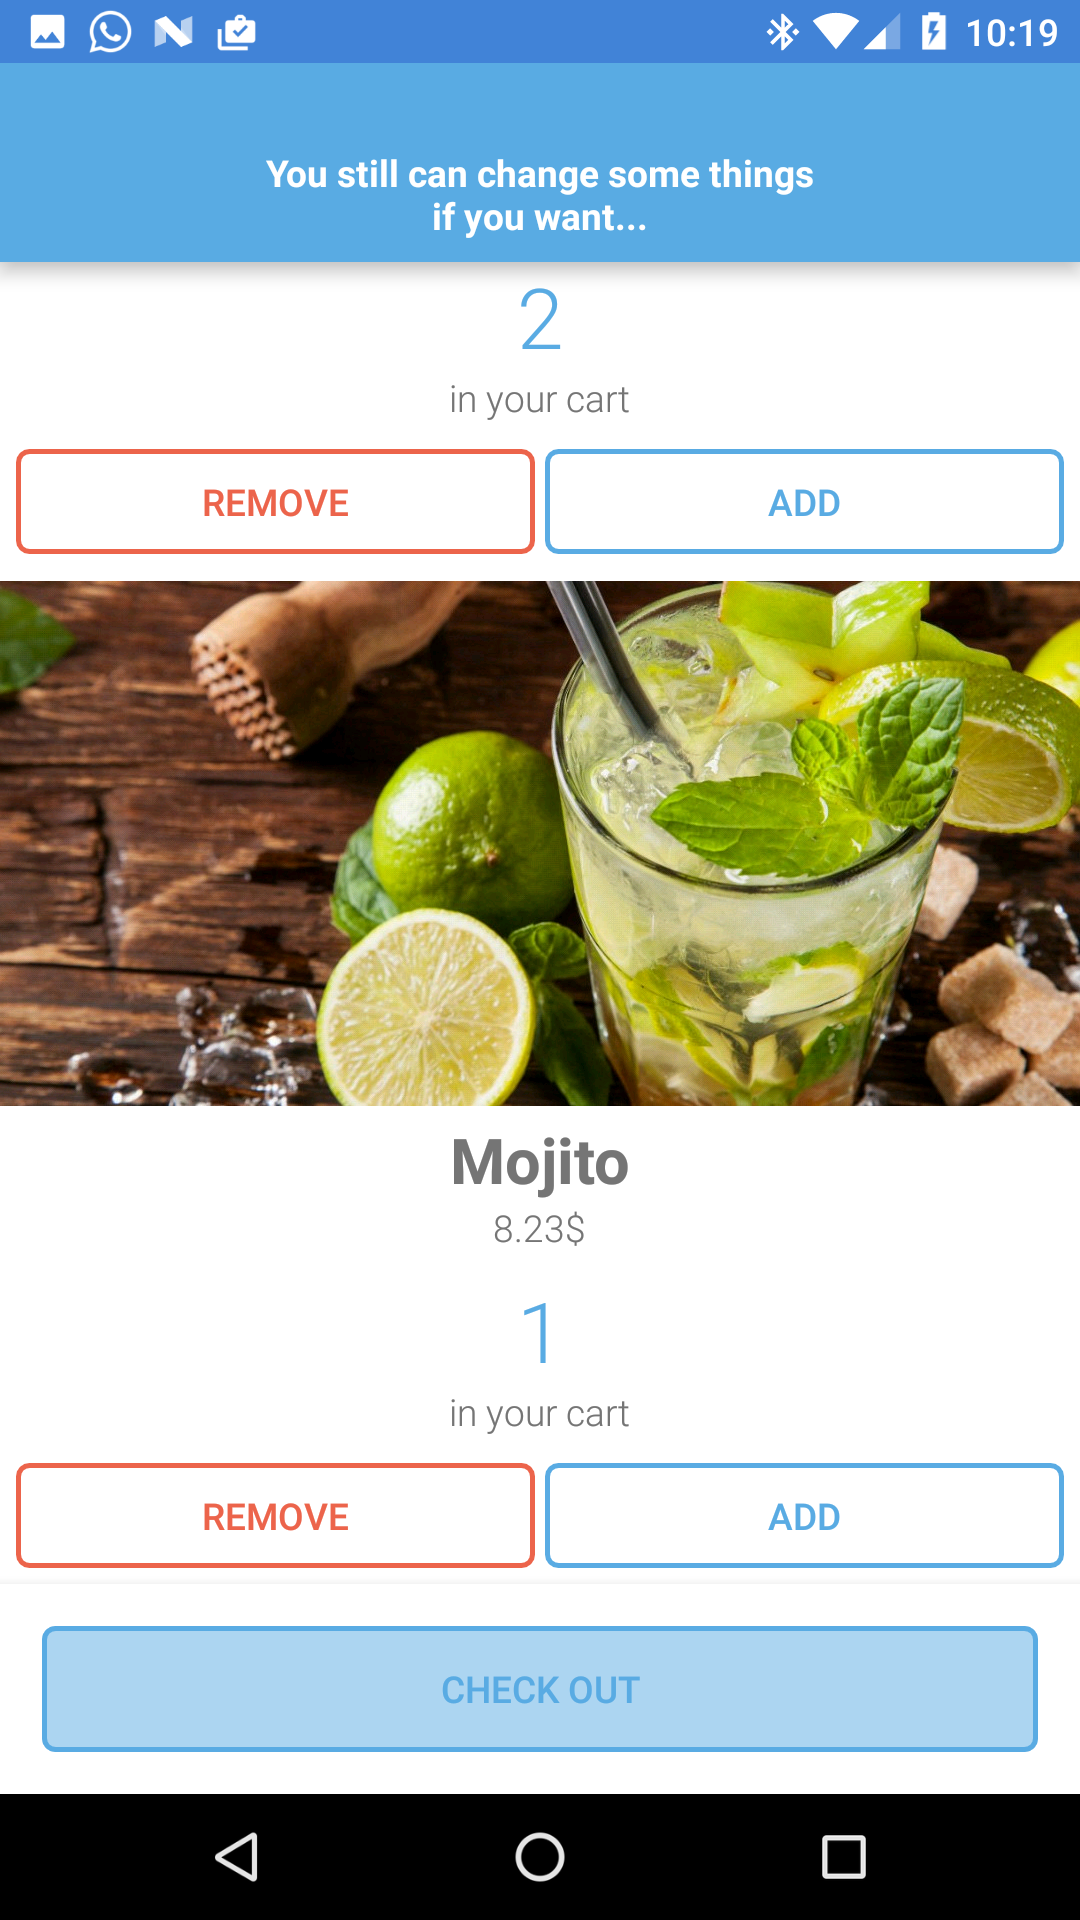 10:19
You still can change some things
if you want...
2
in your cart
REMOVE
ADD
Mojito
8.23$
1
in your cart
REMOVE
ADD
CHECK OUT